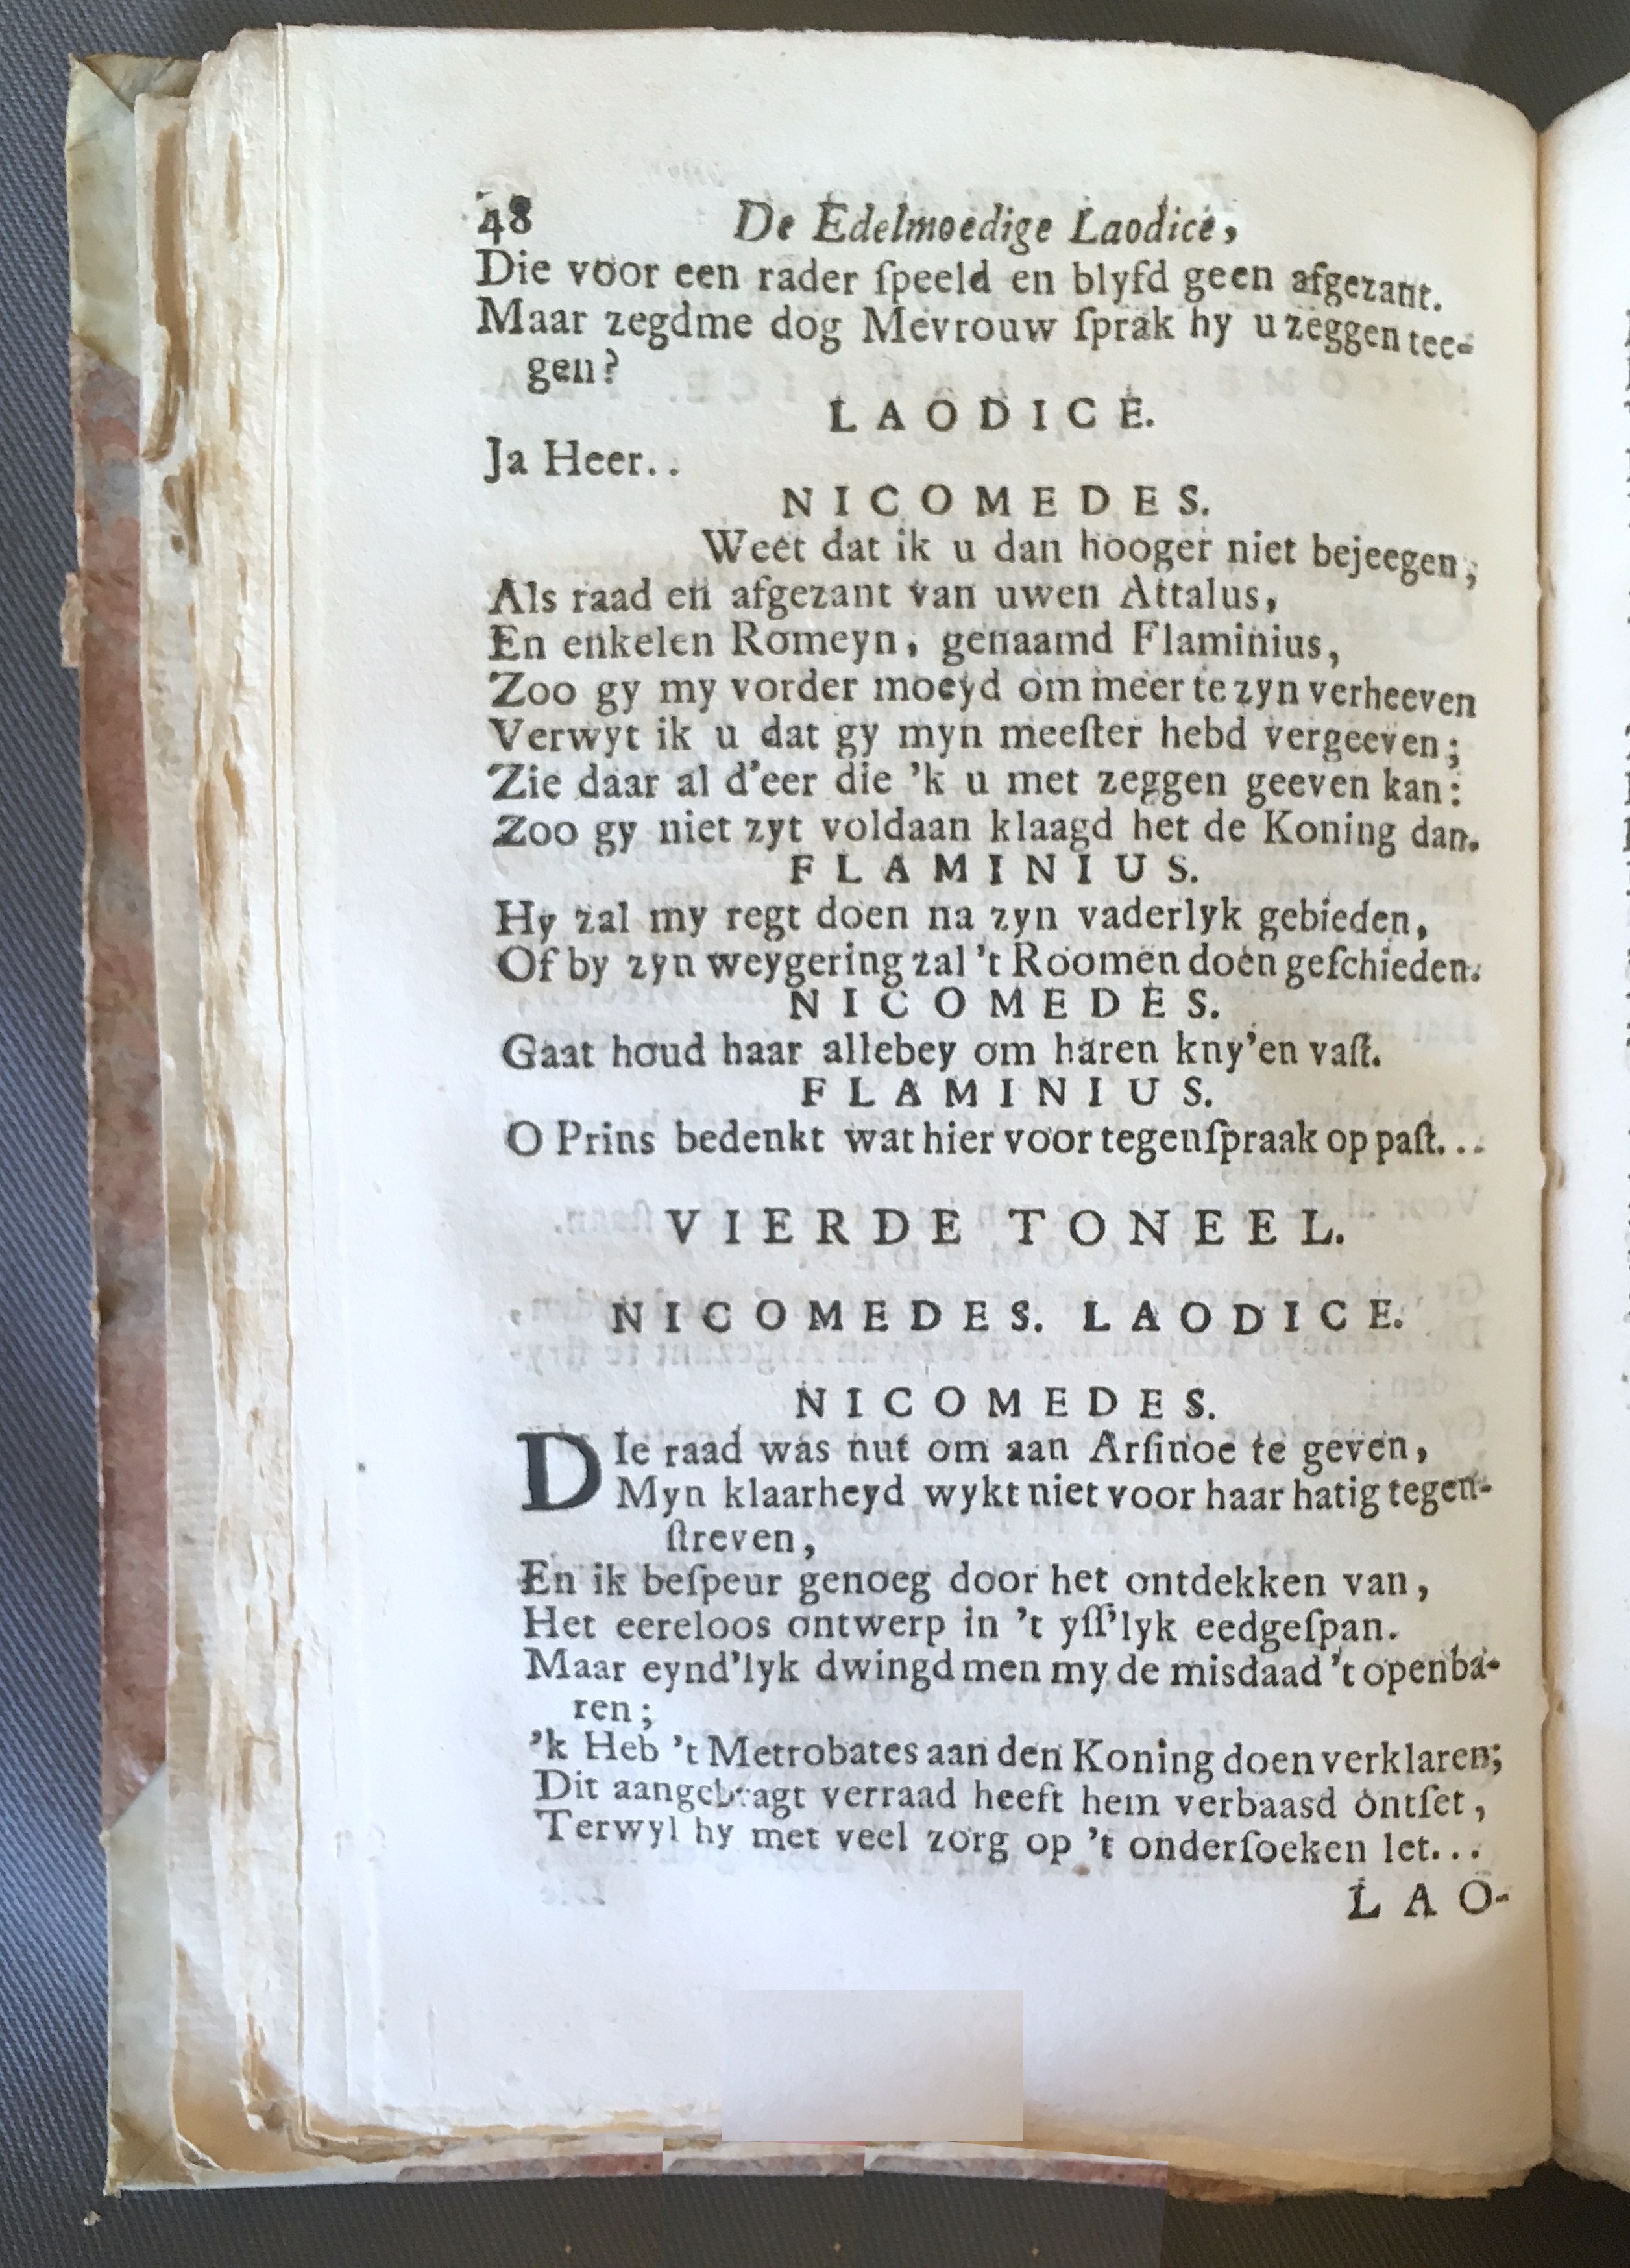 48 De Edelmoedige Laodice,
Die voor een rader ſpeeld en blyfd geen afgezant.
Maar zegdme dog Mevrouw ſprak hy u zeggen tee-
gen?
LAODICE.
Ja Heer..
NICOMEDES.
Weet dat ik u dan hooger niet bejeegen,
Als raad en afgezant van uwen Attalus,
En enkelen Romeyn, genaamd Flaminius,
Zoo gy my vorder moeyd om meer te zyn verheeven
Verwyt ik u dat gy myn meeſter hebd vergeeven;
Zie daar al d'eer die 'k u met zeggen geeven kan:
Zoo gy niet zyt voldaan klaagd het de Koning dan.
FLAMINIUS.
Hy zal my regt doen na zyn vaderlyk gebieden,
Of by zyn weygering zal 't Roomen doen geſchieden.
NICOMEDES.
Gaat houd haar allebey om haren kny'en vaſt.
FLAMINIUS.
O Prins bedenkt wat hier voor tegenſpraak op paſt...
VIERDE TONEEL.
NICOMEDES. LAODICE.
NICOMEDES.
DIe raad was nut om aan Arſinoe te geven,
Myn klaarheyd wykt niet voor haar hatig tegen-
ſtreven,
En ik beſpeur genoeg door het ontdekken van,
Het eereloos ontwerp in 't yſſ'lyk eedgeſpan.
Maar eynd'lyk dwingd men my de misdaad 't openba-
ren;
'k Heb 't Metrobates aan den Koning doen verklaren;
Dit aangebragt verraad heeft hem verbaasd ontſet,
Terwyl hy met veel zorg op 't onderſoeken let...
LAO-